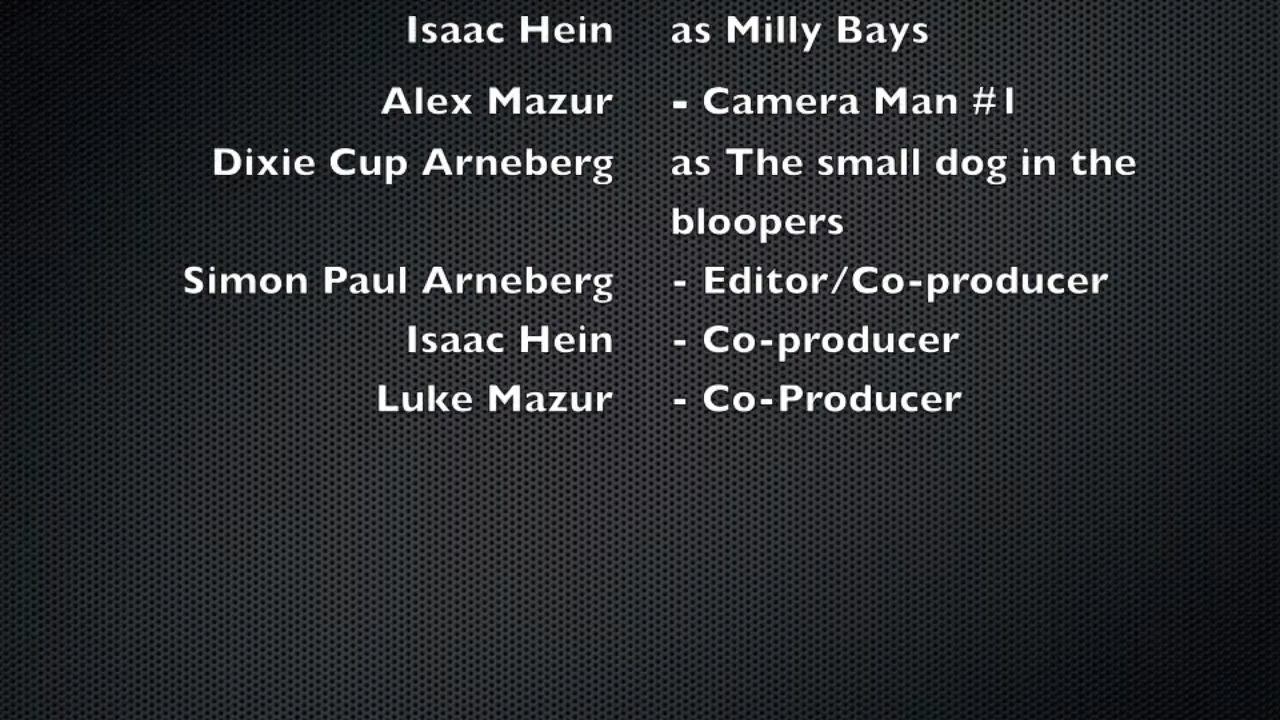 Isaac Hein as Milly Bays
Alex Mazur - Camera Man #1
Dixie Cup Arneberg as The small dog in the
bloopers
Simon Paul Arneberg - Editor/Co-producer
Isaac Hein - Co-producer
Luke Mazur - Co-Producer